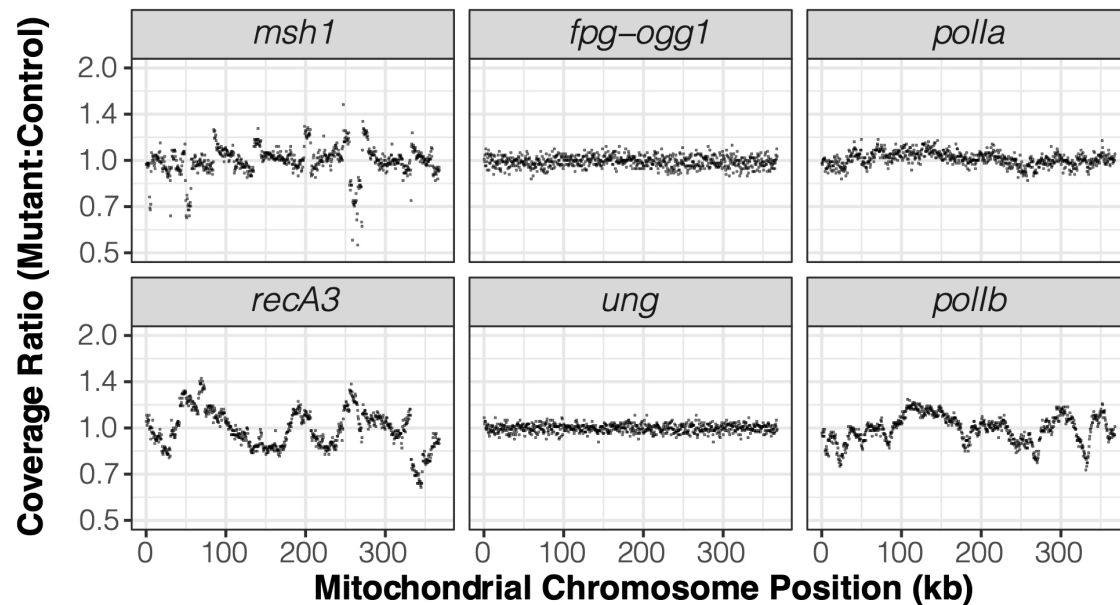 Coverage Ratio (Mutant:Control)
msh1
fpg–ogg1
polIa
2.0
1.4
1.0
0.7
0.5
recA3
ung
polIb
2.0
1.4
1.0
0.7
0.5
0 100 200 300
0 100 200 300
0 100 200 300
Mitochondrial Chromosome Position (kb)